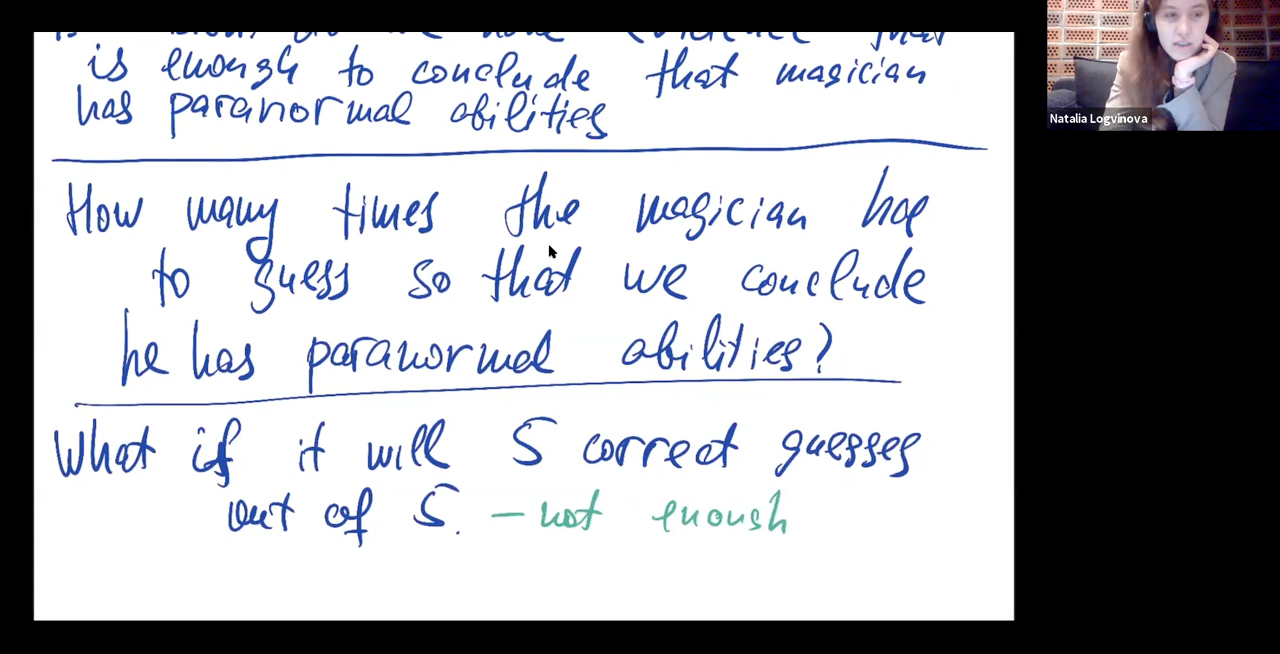 is enough to conclude that magician
has paranormal abilities
How many times the magician has
to guess so that we conclude
he has paranormal abilities?
What if it will 5 correct guesses
out of 5. – not enough
Natalia Logvinova